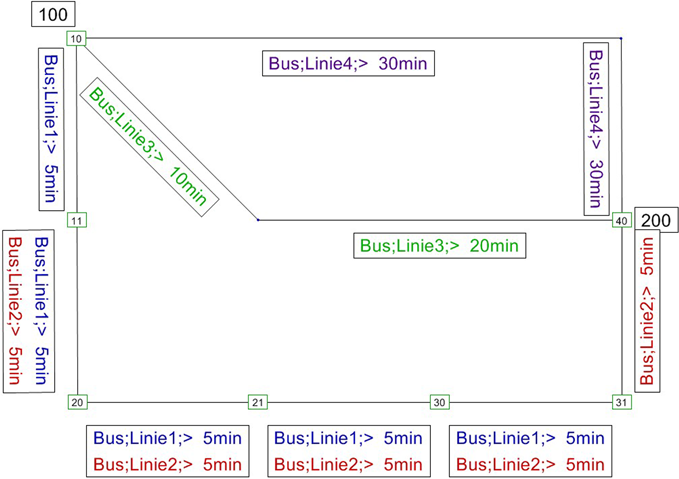 100
10
Bus;Linie4;> 30min
Bus;Linie1;> 5min
Bus;Linie3;> 10min
Bus;Linie4;> 30min
11
40
200
Bus;Linie3;> 20min
Bus;Linie1;> 5min
Bus;Linie2;> 5min
Bus;Linie2;> 5min
20
21
30
31
Bus;Linie1;> 5min
Bus;Linie2;> 5min
Bus;Linie1;> 5min
Bus;Linie2;> 5min
Bus;Linie1;> 5min
Bus;Linie2;> 5min